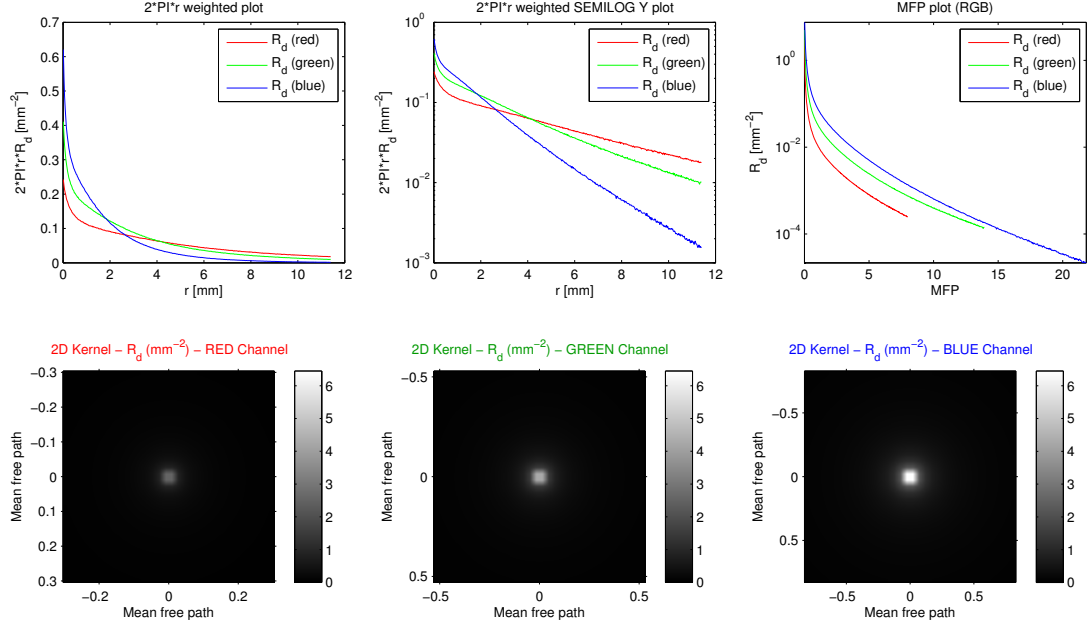 2*PI*r weighted plot
2*PI*r weighted SEMILOG Y plot
MFP plot (RGB)
0.7
0.6
0.5
0.4
0.3
0.2
0.1
0
2*PI*r*R_d [mm^−2]
R_d (red)
R_d (green)
R_d (blue)
0 2 4 6 8 10 12
r [mm]
10^0
10^−1
10^−2
10^−3
2*PI*r*R_d [mm^−2]
R_d (red)
R_d (green)
R_d (blue)
0 2 4 6 8 10 12
r [mm]
10^0
10^−2
10^−4
R_d [mm^−2]
R_d (red)
R_d (green)
R_d (blue)
0 5 10 15 20
MFP
2D Kernel − R_d (mm^−2) − RED Channel
−0.3
−0.2
−0.1
0
0.1
0.2
0.3
Mean free path
−0.2 0 0.2
Mean free path
6
5
4
3
2
1
0
2D Kernel − R_d (mm^−2) − GREEN Channel
−0.5
0
0.5
Mean free path
−0.5 0 0.5
Mean free path
6
5
4
3
2
1
0
2D Kernel − R_d (mm^−2) − BLUE Channel
−0.5
0
0.5
Mean free path
−0.5 0 0.5
Mean free path
6
5
4
3
2
1
0